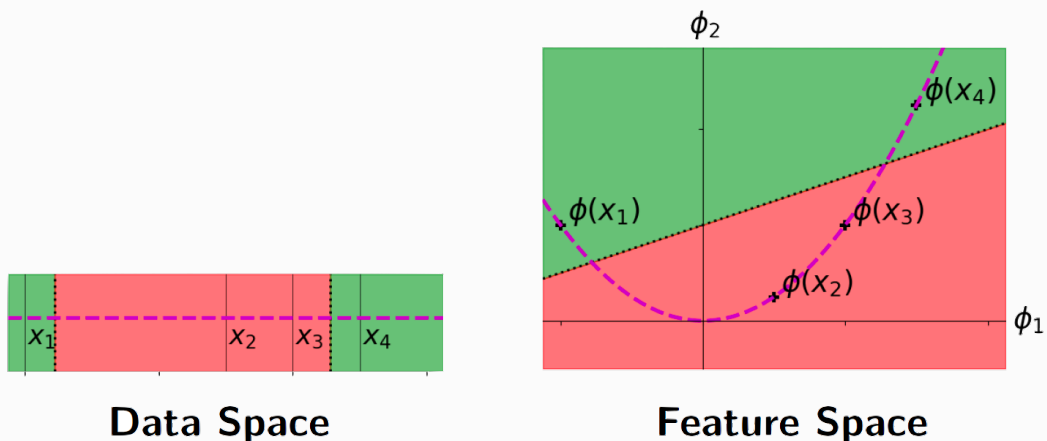 ϕ₂
ϕ(x₄)
ϕ(x₁)
ϕ(x₃)
ϕ(x₂)
ϕ₁
x₁
x₂
x₃
x₄
Data Space
Feature Space